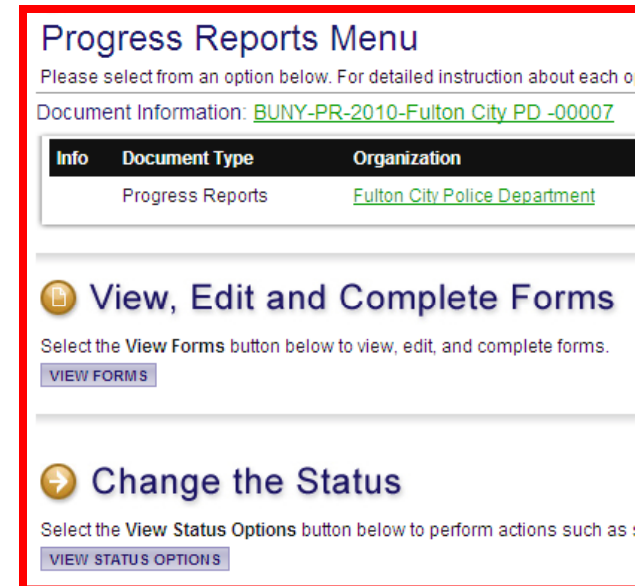 Progress Reports Menu
Please select from an option below. For detailed instruction about each
Document Information: BUNY-PR-2010-Fulton City PD -00007
Info Document Type Organization
Progress Reports Fulton City Police Department
View, Edit and Complete Forms
Select the View Forms button below to view, edit, and complete forms.
VIEW FORMS
Change the Status
Select the View Status Options button below to perform actions such as
VIEW STATUS OPTIONS